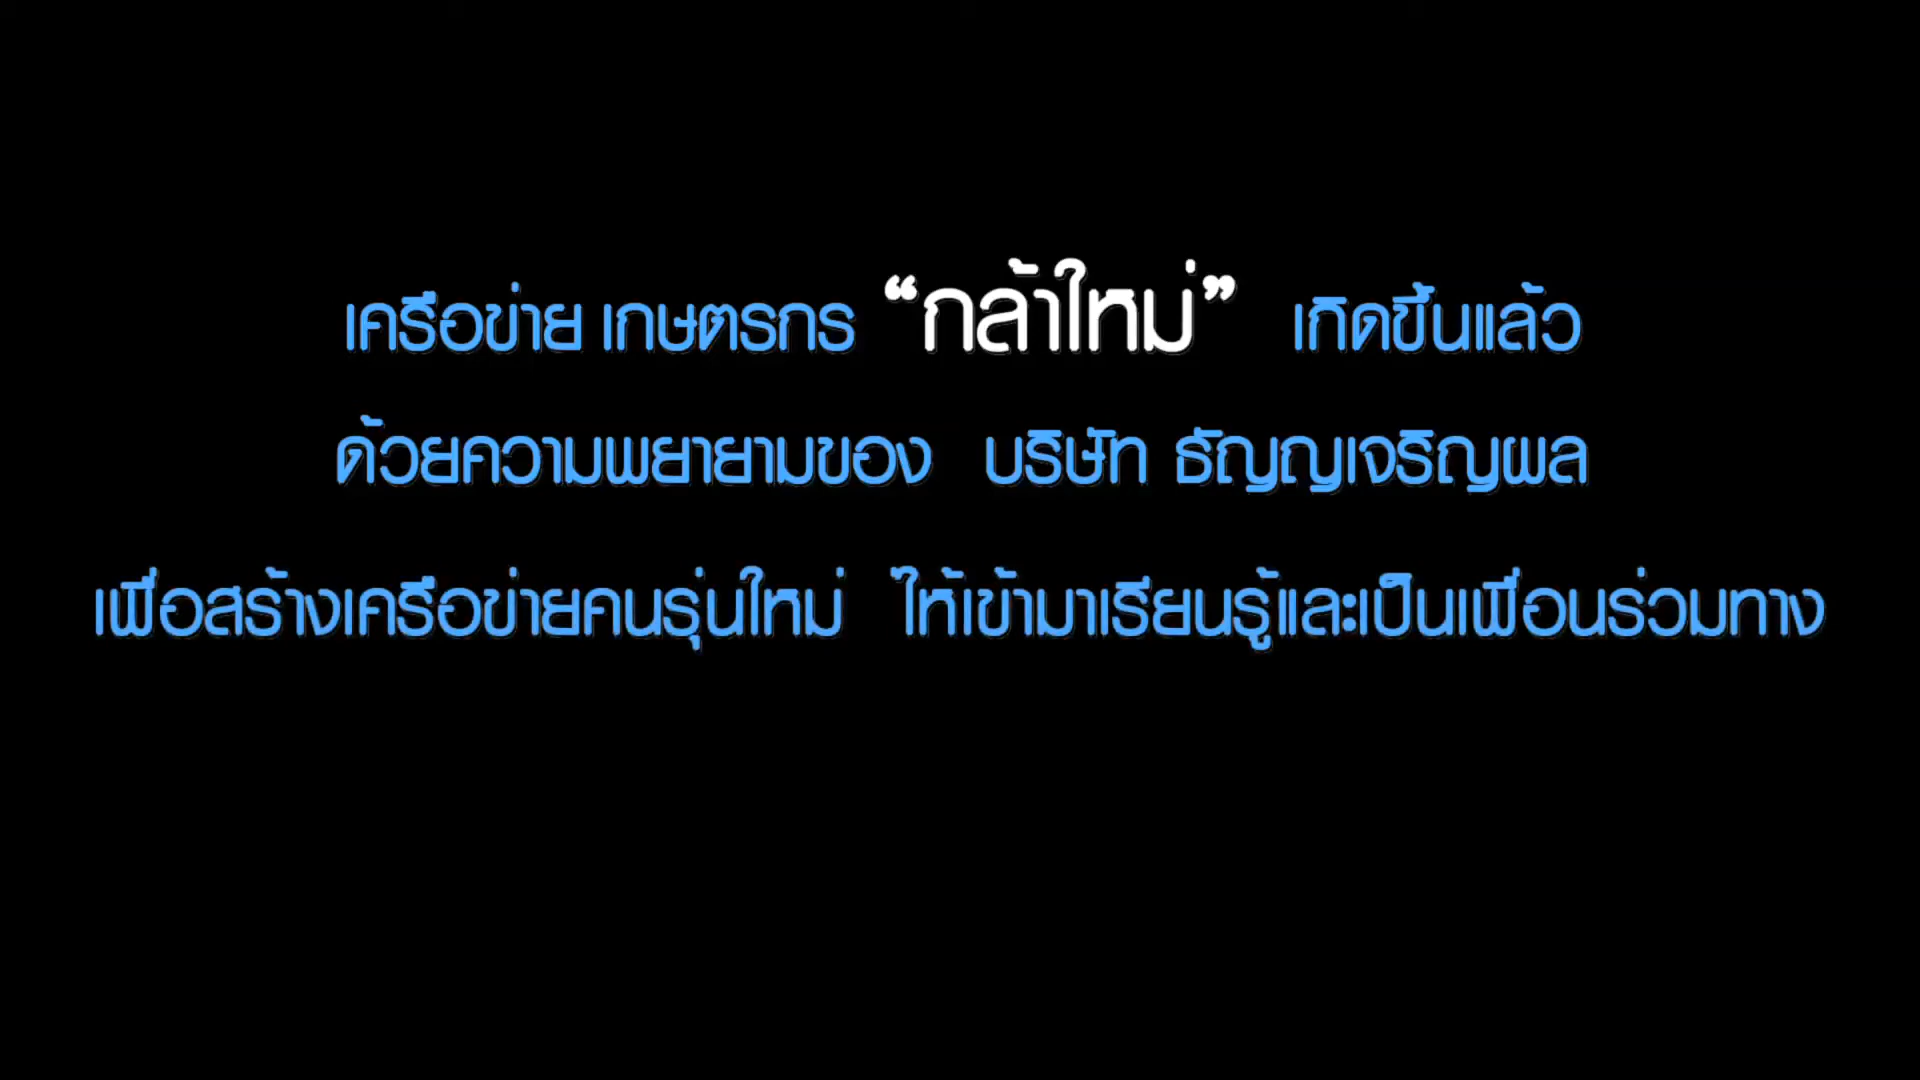 เครือข่าย เกษตรกร “กล้าใหม่” เกิดขึ้นแล้ว
ด้วยความพยายามของ บริษัท ธัญญเจริญผล
เพื่อสร้างเครือข่ายคนรุ่นใหม่ ให้เข้ามาเรียนรู้และเป็นเพื่อนร่วมทาง